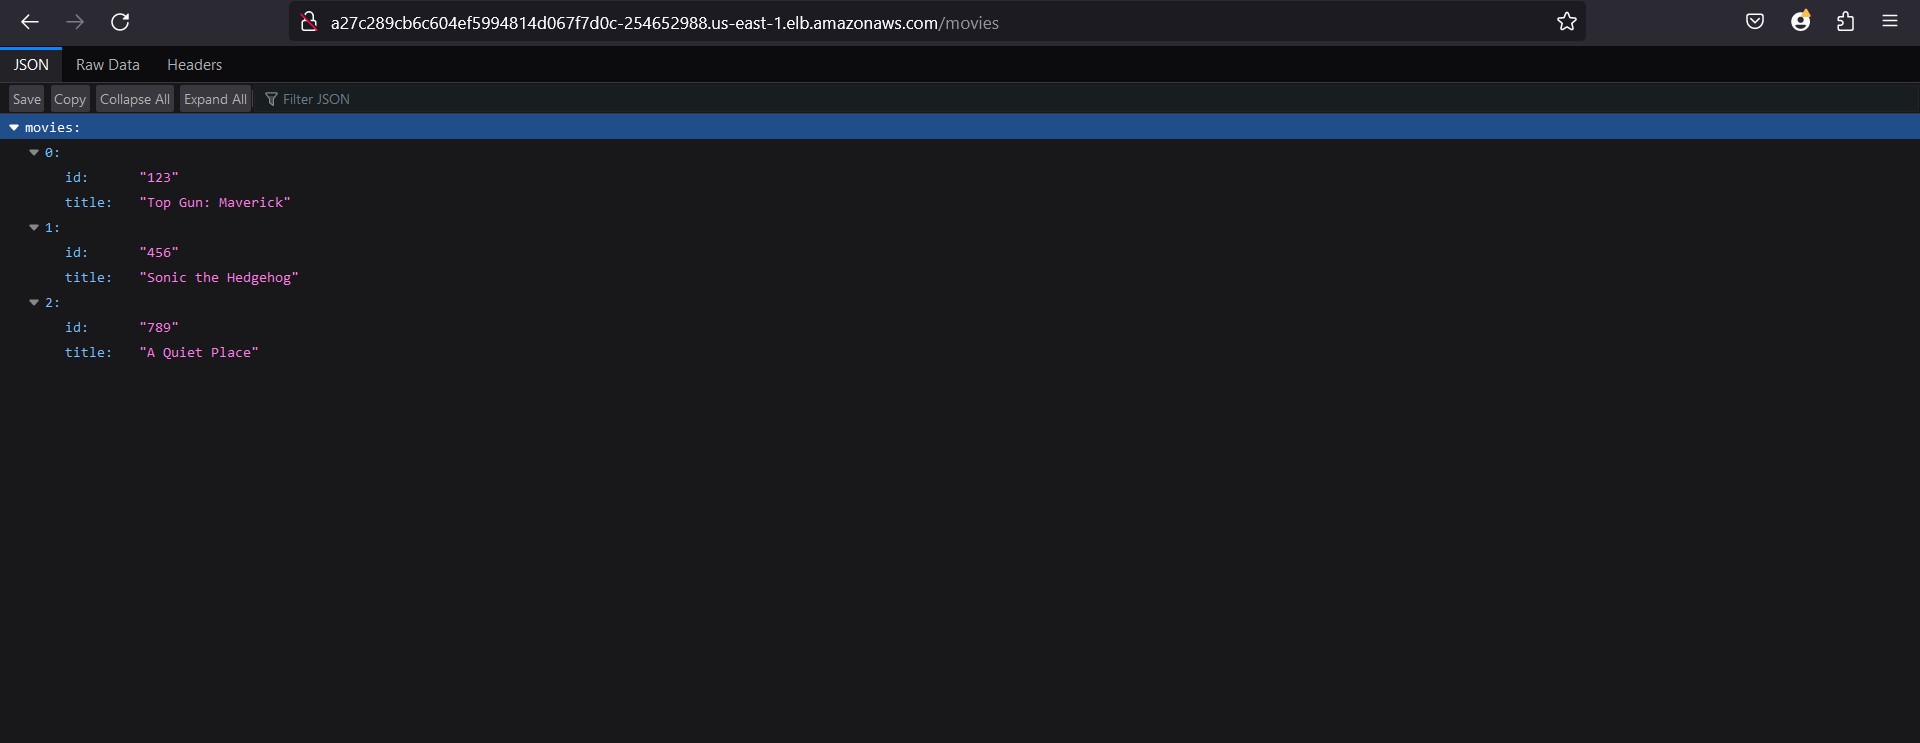 a27c289cb6c604ef5994814d067f7d0c-254652988.us-east-1.elb.amazonaws.com/movies
JSON Raw Data Headers
Save Copy Collapse All Expand All Filter JSON
movies:
0:
id: "123"
title: "Top Gun: Maverick"
1:
id: "456"
title: "Sonic the Hedgehog"
2:
id: "789"
title: "A Quiet Place"